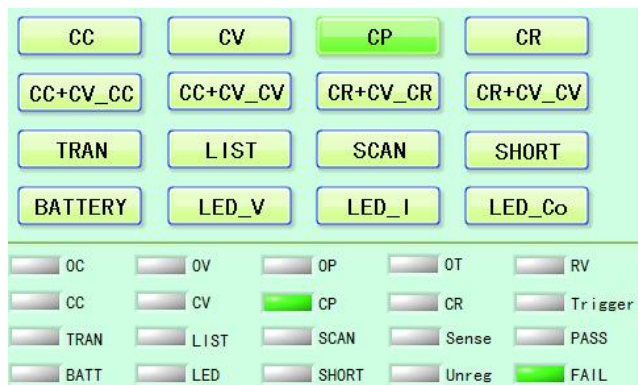 CC CV CP CR
CC+CV_CC CC+CV_CV CR+CV_CR CR+CV_CV
TRAN LIST SCAN SHORT
BATTERY LED_V LED_I LED_Co
OC OV OP OT RV
CC CV CP CR Trigger
TRAN LIST SCAN Sense PASS
BATT LED SHORT Unreg FAIL